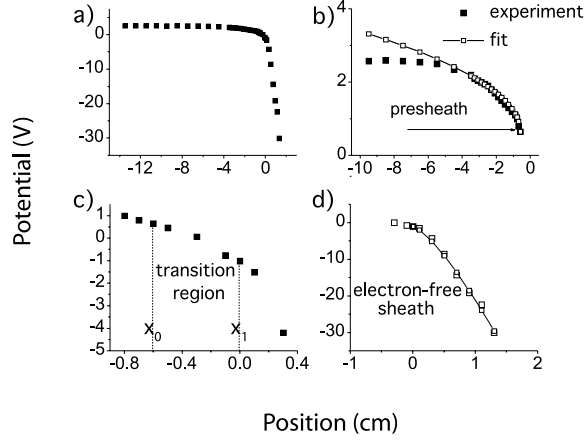 a)
0
-10
-20
-30
-12 -8 -4 0
b)
4
2
0
experiment
fit
presheath
-10 -8 -6 -4 -2 0
Potential (V)
c)
1
0
-1
-2
-4
-5
transition
region
X0 X1
-0.8 -0.4 0.0 0.4
d)
0
-10
-20
-30
electron-free
sheath
-1 0 1 2
Position (cm)